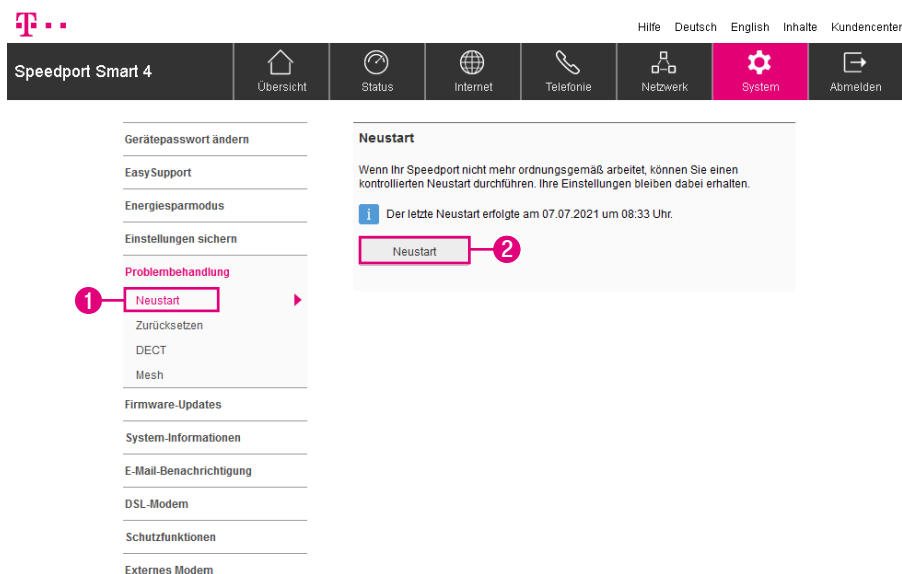 T
Hilfe Deutsch English Inhalte Kundencenter
Speedport Smart 4
Übersicht
Status
Internet
Telefonie
Netzwerk
System
Abmelden
Gerätepasswort ändern
EasySupport
Energiesparmodus
Einstellungen sichern
Problembehandlung
1
Neustart
Zurücksetzen
DECT
Mesh
Firmware-Updates
System-Informationen
E-Mail-Benachrichtigung
DSL-Modem
Schutzfunktionen
Externes Modem
Neustart
Wenn Ihr Speedport nicht mehr ordnungsgemäß arbeitet, können Sie einen
kontrollierten Neustart durchführen. Ihre Einstellungen bleiben dabei erhalten.
i Der letzte Neustart erfolgte am 07.07.2021 um 08:33 Uhr.
Neustart
2